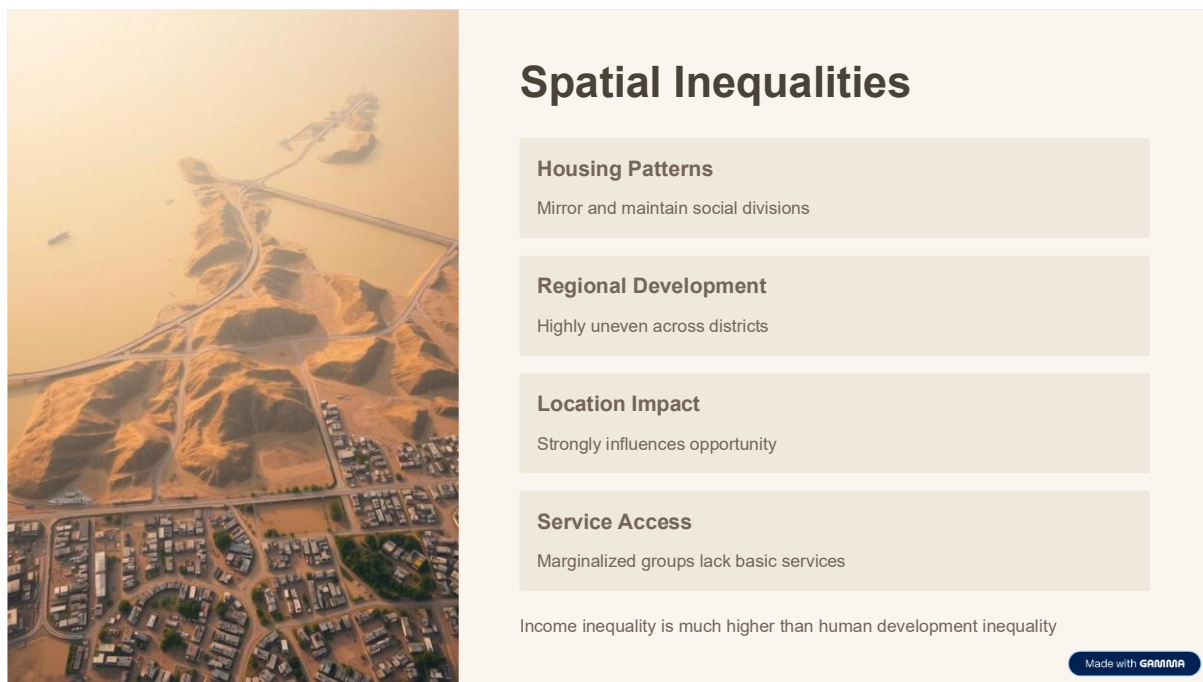 Spatial Inequalities
Housing Patterns
Mirror and maintain social divisions
Regional Development
Highly uneven across districts
Location Impact
Strongly influences opportunity
Service Access
Marginalized groups lack basic services
Income inequality is much higher than human development inequality
Made with GAMMA